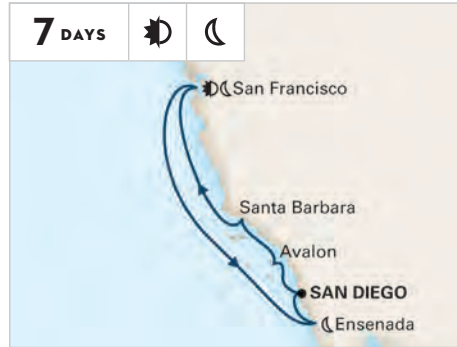 7 DAYS
San Francisco
Santa Barbara
Avalon
SAN DIEGO
Ensenada